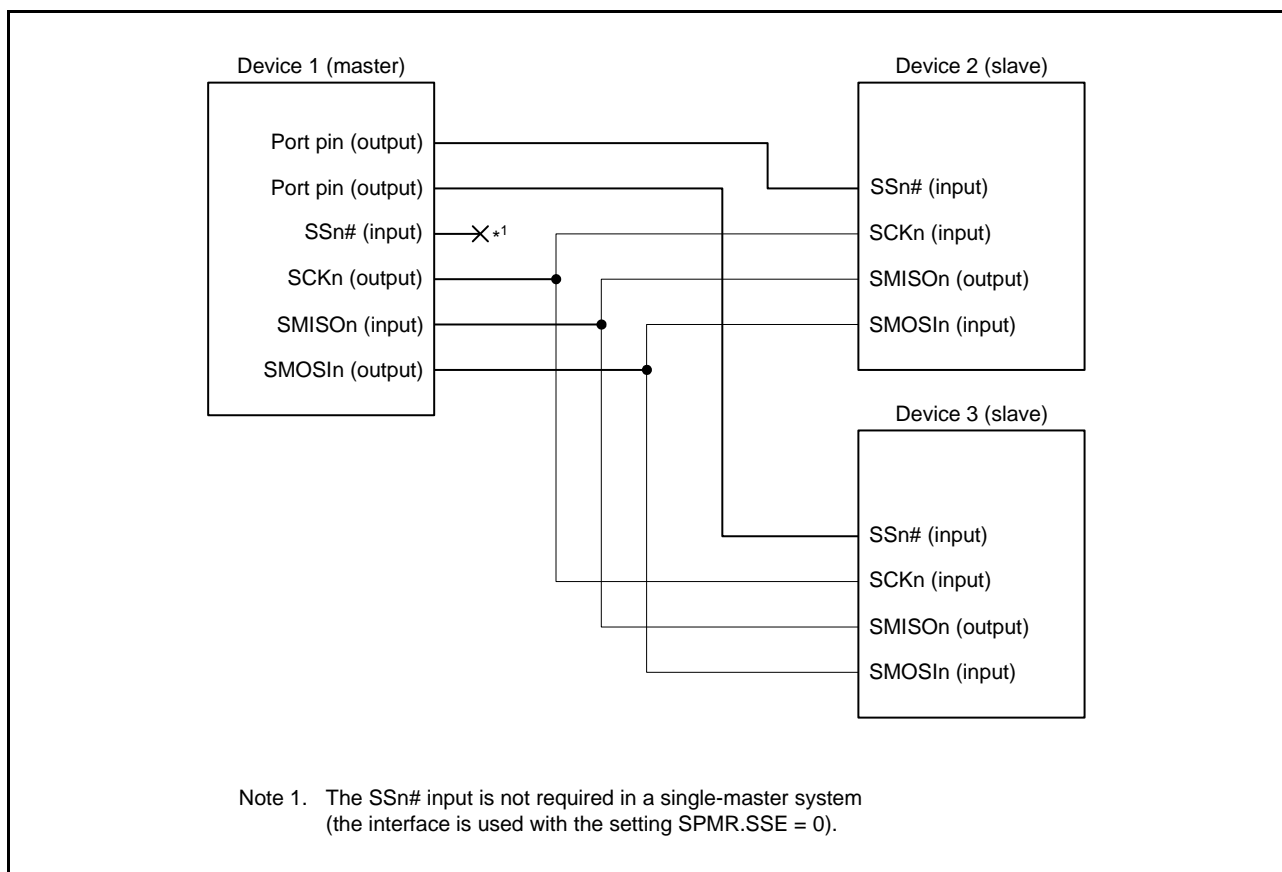 Device 1 (master)
Port pin (output)
Port pin (output)
SSn# (input)
*1
SCKn (output)
SMISOn (input)
SMOSIn (output)
Device 2 (slave)
SSn# (input)
SCKn (input)
SMISOn (output)
SMOSIn (input)
Device 3 (slave)
SSn# (input)
SCKn (input)
SMISOn (output)
SMOSIn (input)
Note 1. The SSn# input is not required in a single-master system
(the interface is used with the setting SPMR.SSE = 0).